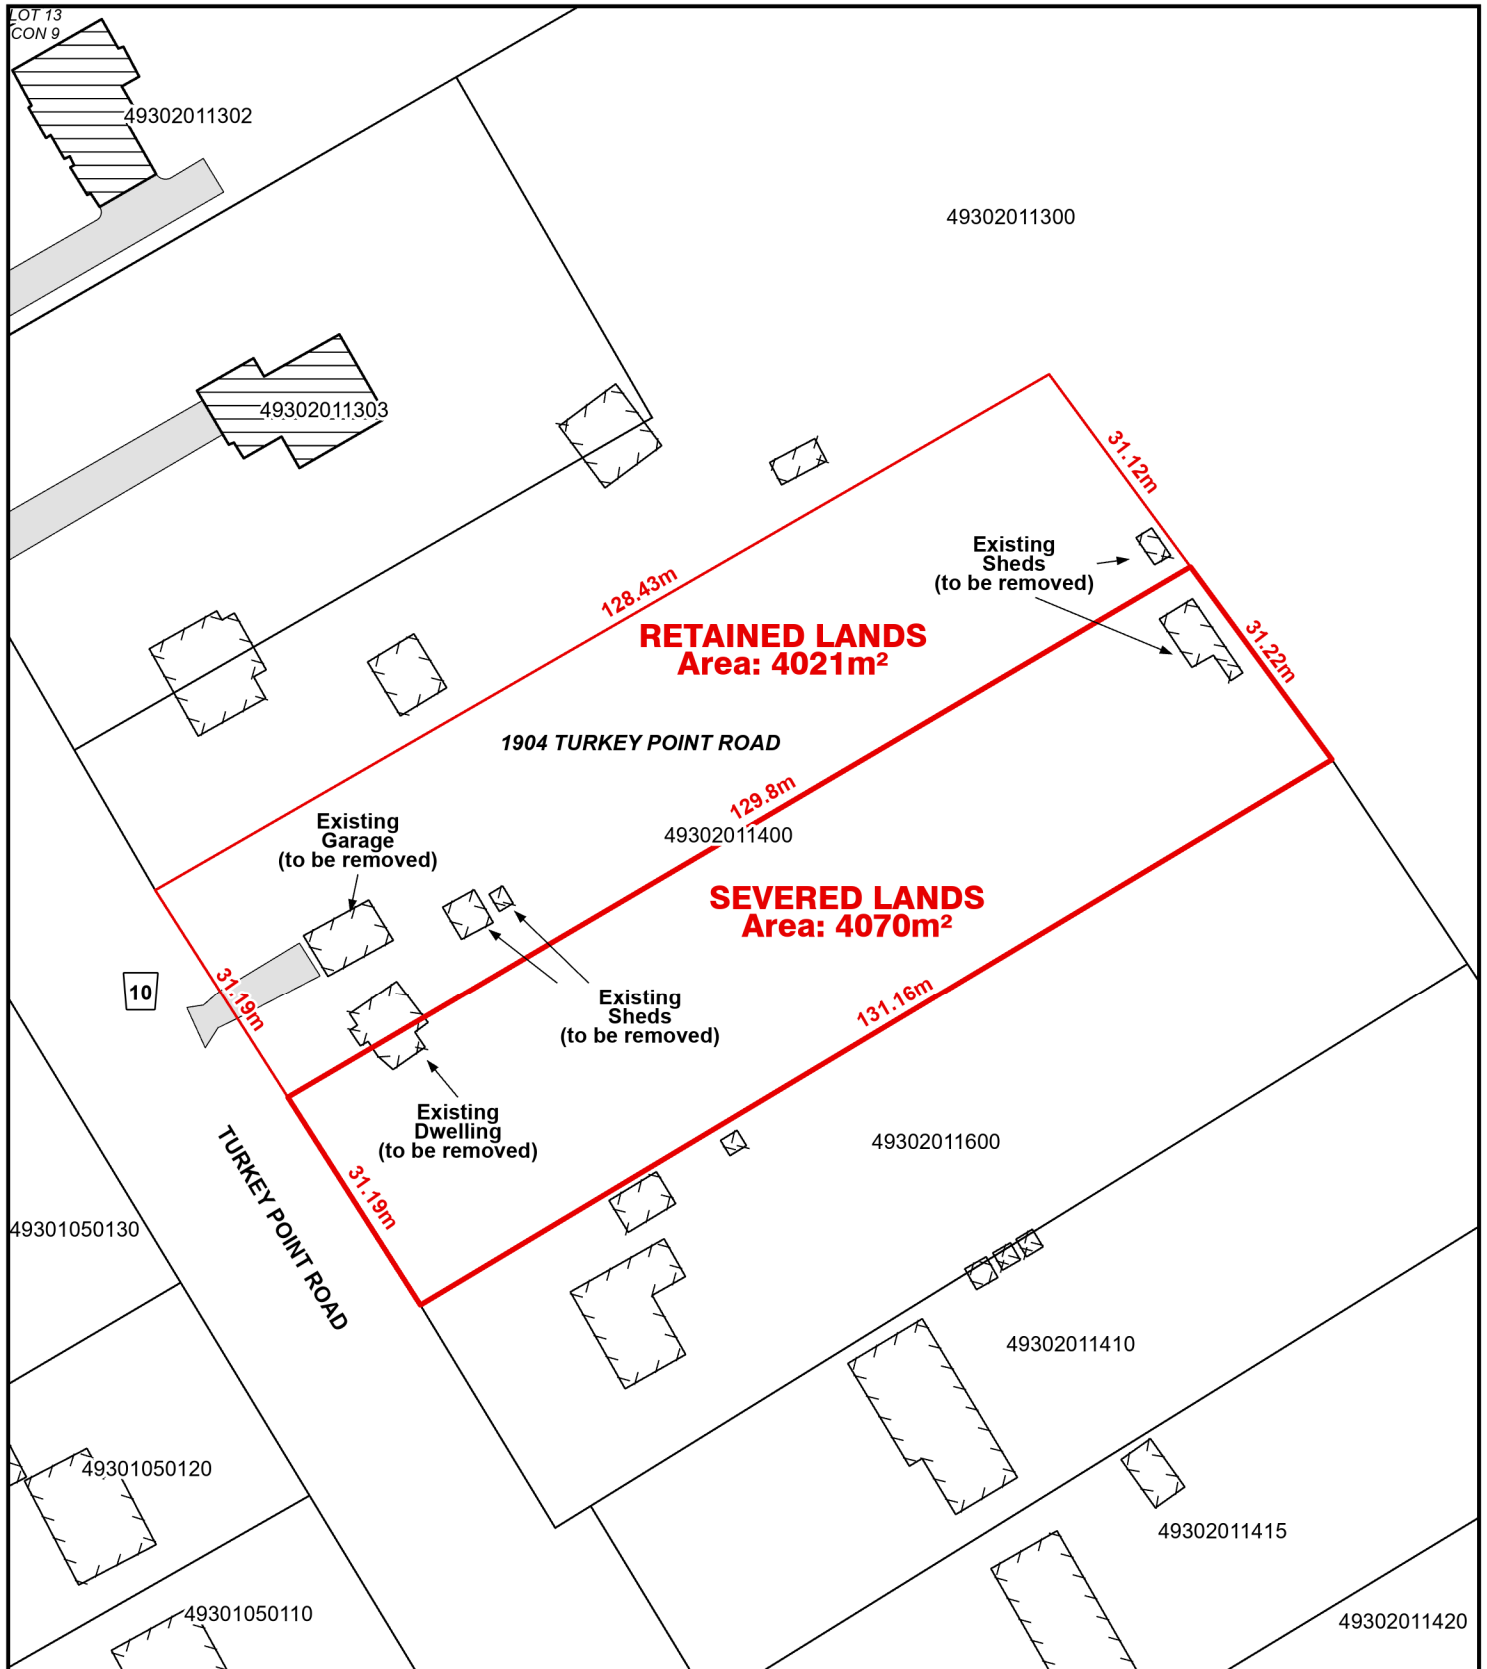 LOT 13
CON 9
49302011302
49302011300
49302011303
31.12m
Existing
Sheds
(to be removed)
128.43m
RETAINED LANDS
Area: 4021m²
31.22m
1904 TURKEY POINT ROAD
129.8m
49302011400
Existing
Garage
(to be removed)
SEVERED LANDS
Area: 4070m²
10
31.19m
131.16m
Existing
Sheds
(to be removed)
Existing
Dwelling
(to be removed)
31.19m
TURKEY POINT ROAD
49302011600
49301050130
49302011410
49301050120
49302011415
49301050110
49302011420